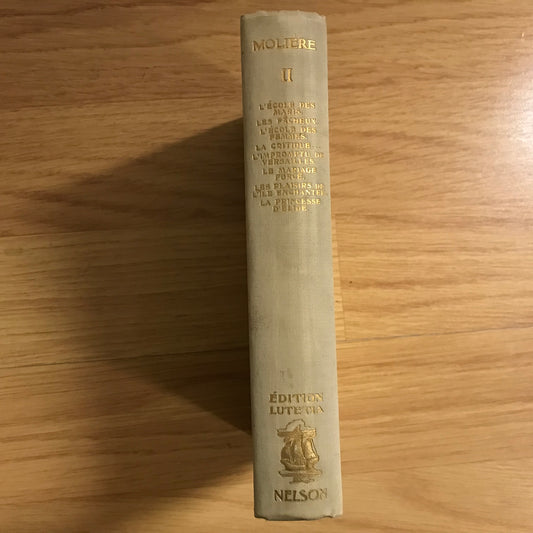 MOLIÈRE
II
L'ÉCOLE DES
MARIS.
LES FÂCHEUX.
L'ÉCOLE DES
FEMMES.
LA CRITIQUE...
L'IMPROMPTU DE
VERSAILLES.
LE MARIAGE
FORCÉ.
LES PLAISIRS DE
L'ÎLE ENCHANTÉE.
LA PRINCESSE
D'ÉLIDE.
ÉDITION
LUTETIA
NELSON